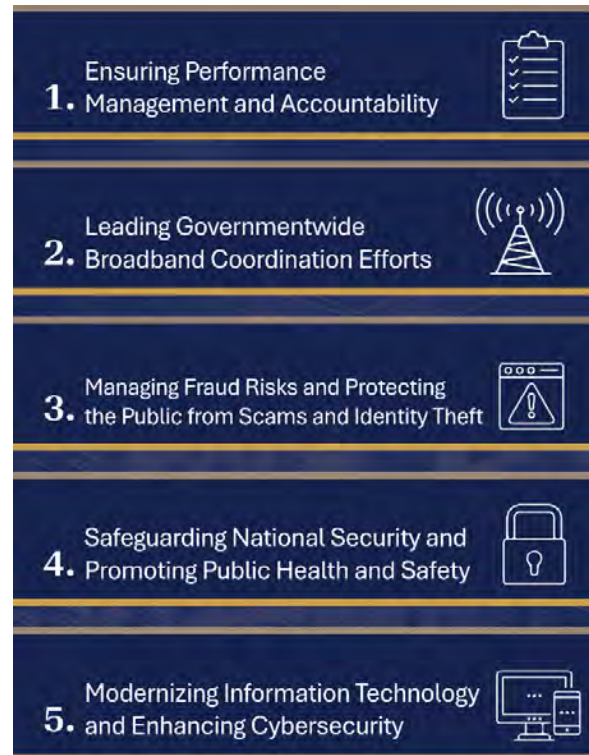 Ensuring Performance
1. Management and Accountability
Leading Governmentwide
2. Broadband Coordination Efforts
Managing Fraud Risks and Protecting
3. the Public from Scams and Identity Theft
Safeguarding National Security and
4. Promoting Public Health and Safety
Modernizing Information Technology
5. and Enhancing Cybersecurity